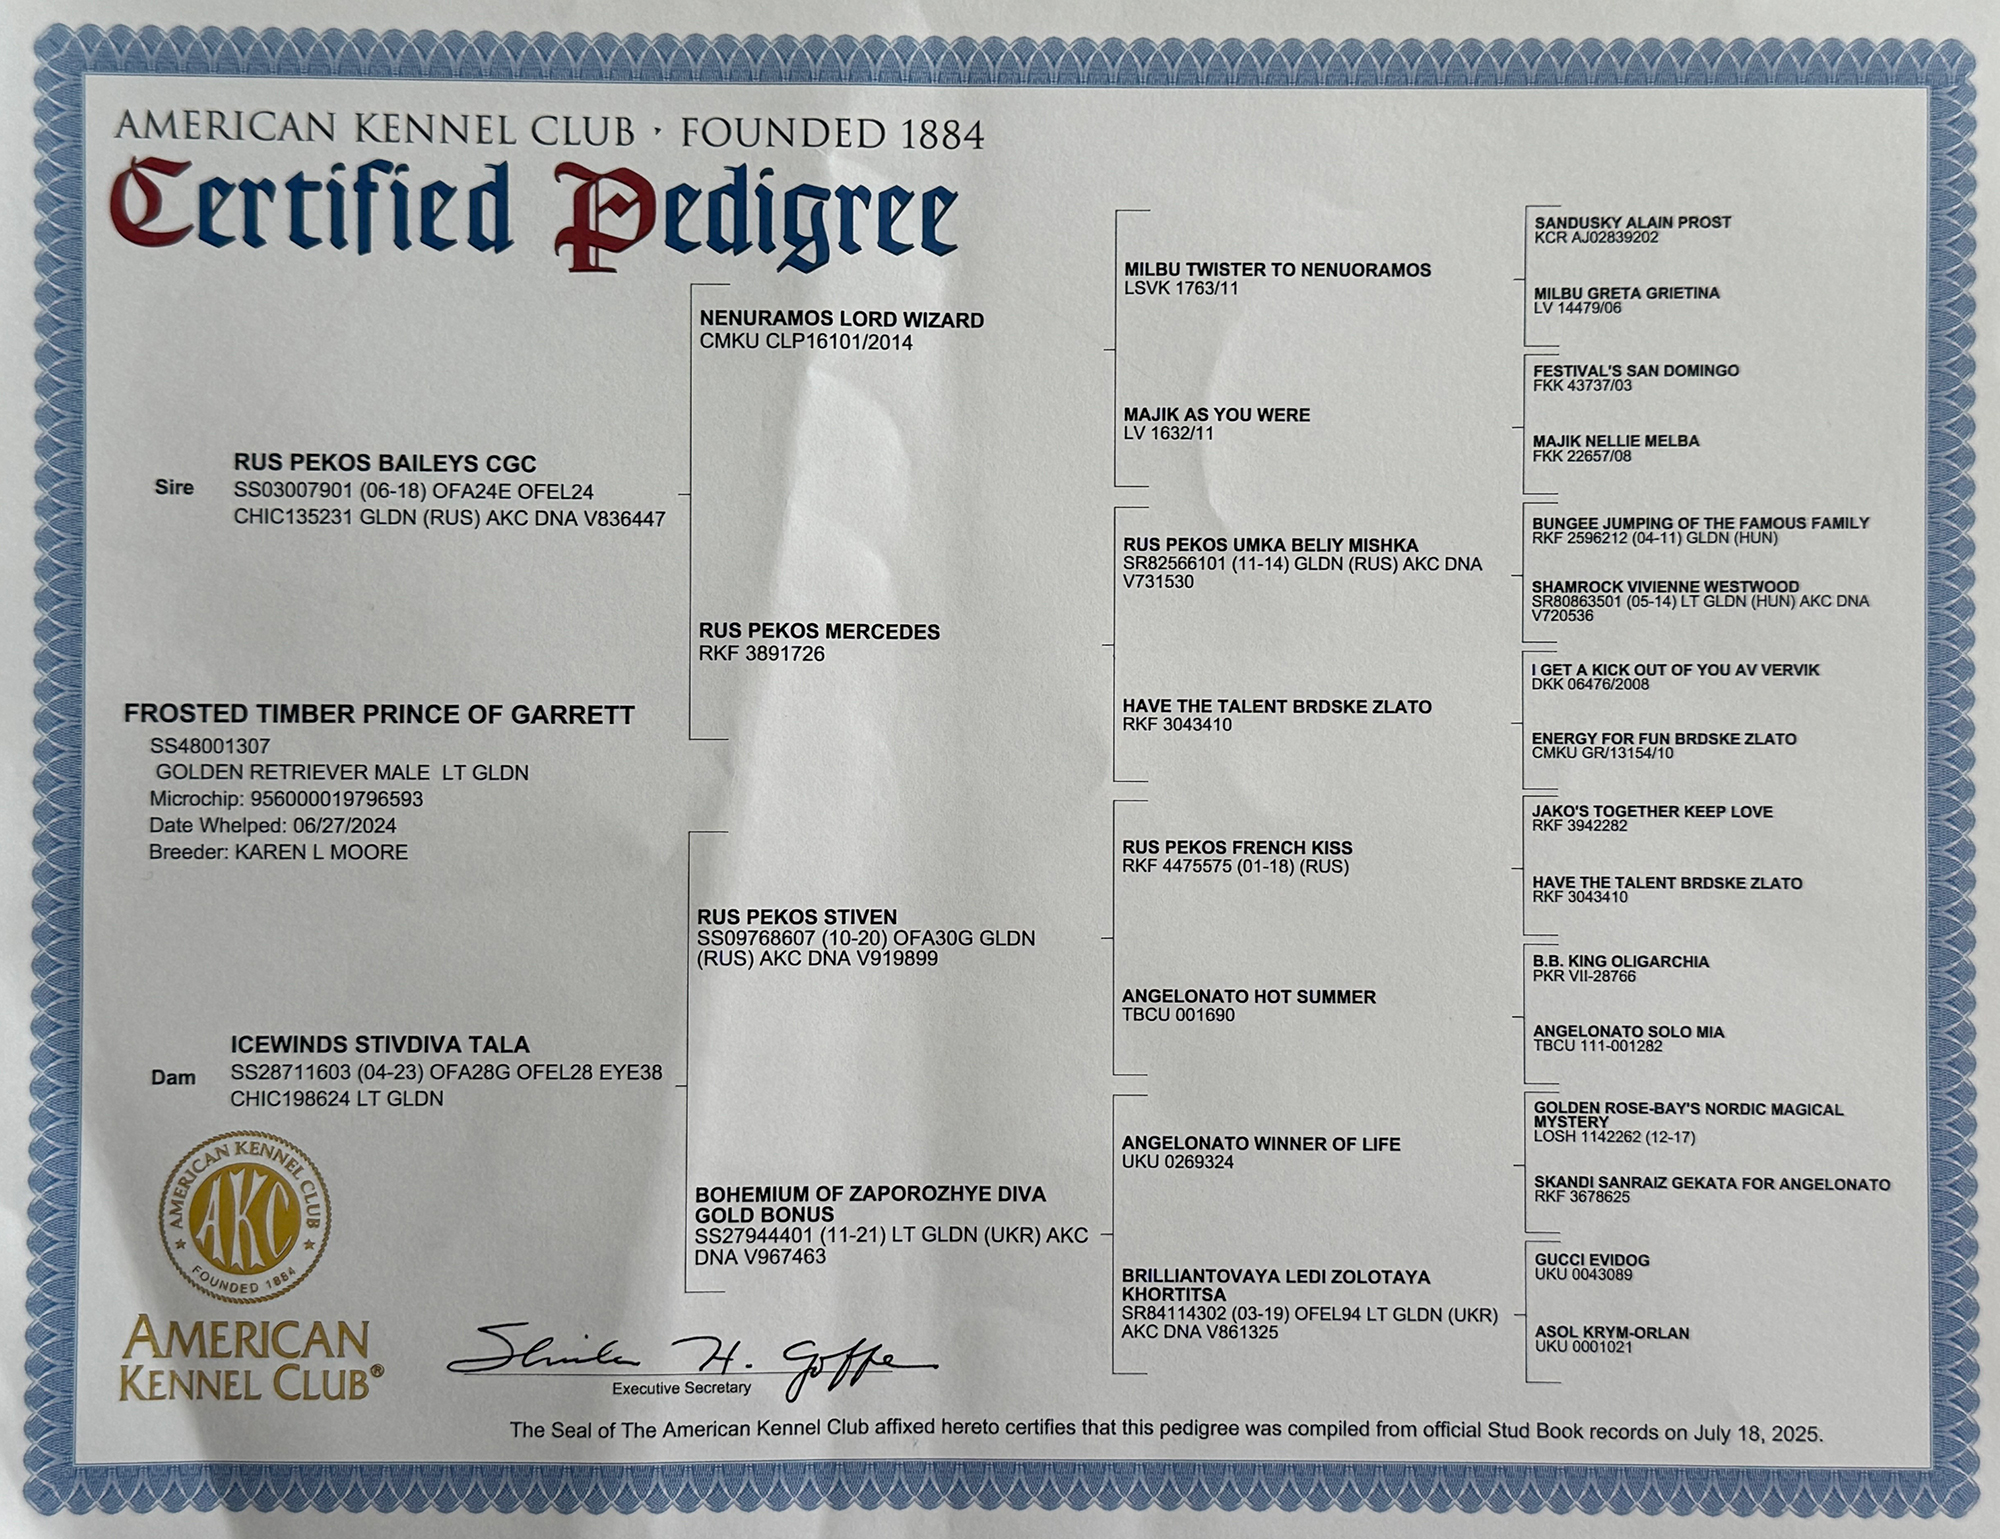 AMERICAN KENNEL CLUB · FOUNDED 1884
Certified Pedigree
Sire
RUS PEKOS BAILEYS CGC
SS03007901 (06-18) OFA24E OFEL24
CHIC135231 GLDN (RUS) AKC DNA V836447
FROSTED TIMBER PRINCE OF GARRETT
SS48001307
GOLDEN RETRIEVER MALE LT GLDN
Microchip: 956000019796593
Date Whelped: 06/27/2024
Breeder: KAREN L MOORE
Dam
ICEWINDS STIVDIVA TALA
SS28711603 (04-23) OFA28G OFEL28 EYE38
CHIC198624 LT GLDN
NENURAMOS LORD WIZARD
CMKU CLP16101/2014
RUS PEKOS MERCEDES
RKF 3891726
RUS PEKOS STIVEN
SS09768607 (10-20) OFA30G GLDN
(RUS) AKC DNA V919899
BOHEMIUM OF ZAPOROZHYE DIVA
GOLD BONUS
SS27944401 (11-21) LT GLDN (UKR) AKC
DNA V967463
MILBU TWISTER TO NENUORAMOS
LSVK 1763/11
MAJIK AS YOU WERE
LV 1632/11
RUS PEKOS UMKA BELIY MISHKA
SR82566101 (11-14) GLDN (RUS) AKC DNA
V731530
HAVE THE TALENT BRDSKE ZLATO
RKF 3043410
RUS PEKOS FRENCH KISS
RKF 4475575 (01-18) (RUS)
ANGELONATO HOT SUMMER
TBCU 001690
ANGELONATO WINNER OF LIFE
UKU 0269324
BRILLIANTOVAYA LEDI ZOLOTAYA
KHORTITSA
SR84114302 (03-19) OFEL94 LT GLDN (UKR)
AKC DNA V861325
SANDUSKY ALAIN PROST
KCR AJ02839202
MILBU GRETA GRIETINA
LV 14479/06
FESTIVAL'S SAN DOMINGO
FKK 43737/03
MAJIK NELLIE MELBA
FKK 22657/08
BUNGEE JUMPING OF THE FAMOUS FAMILY
RKF 2596212 (04-11) GLDN (HUN)
SHAMROCK VIVIENNE WESTWOOD
SR80863501 (05-14) LT GLDN (HUN) AKC DNA
V720536
I GET A KICK OUT OF YOU AV VERVIK
DKK 06476/2008
ENERGY FOR FUN BRDSKE ZLATO
CMKU GR/13154/10
JAKO'S TOGETHER KEEP LOVE
RKF 3942282
HAVE THE TALENT BRDSKE ZLATO
RKF 3043410
B.B. KING OLIGARCHIA
PKR VII-28766
ANGELONATO SOLO MIA
TBCU 111-001282
GOLDEN ROSE-BAY'S NORDIC MAGICAL
MYSTERY
LOSH 1142262 (12-17)
SKANDI SANRAIZ GEKATA FOR ANGELONATO
RKF 3678625
GUCCI EVIDOG
UKU 0043089
ASOL KRYM-ORLAN
UKU 0001021
AMERICAN KENNEL CLUB
AKC
FOUNDED 1884
AMERICAN
KENNEL CLUB®
H. Goffe
Executive Secretary
The Seal of The American Kennel Club affixed hereto certifies that this pedigree was compiled from official Stud Book records on July 18, 2025.